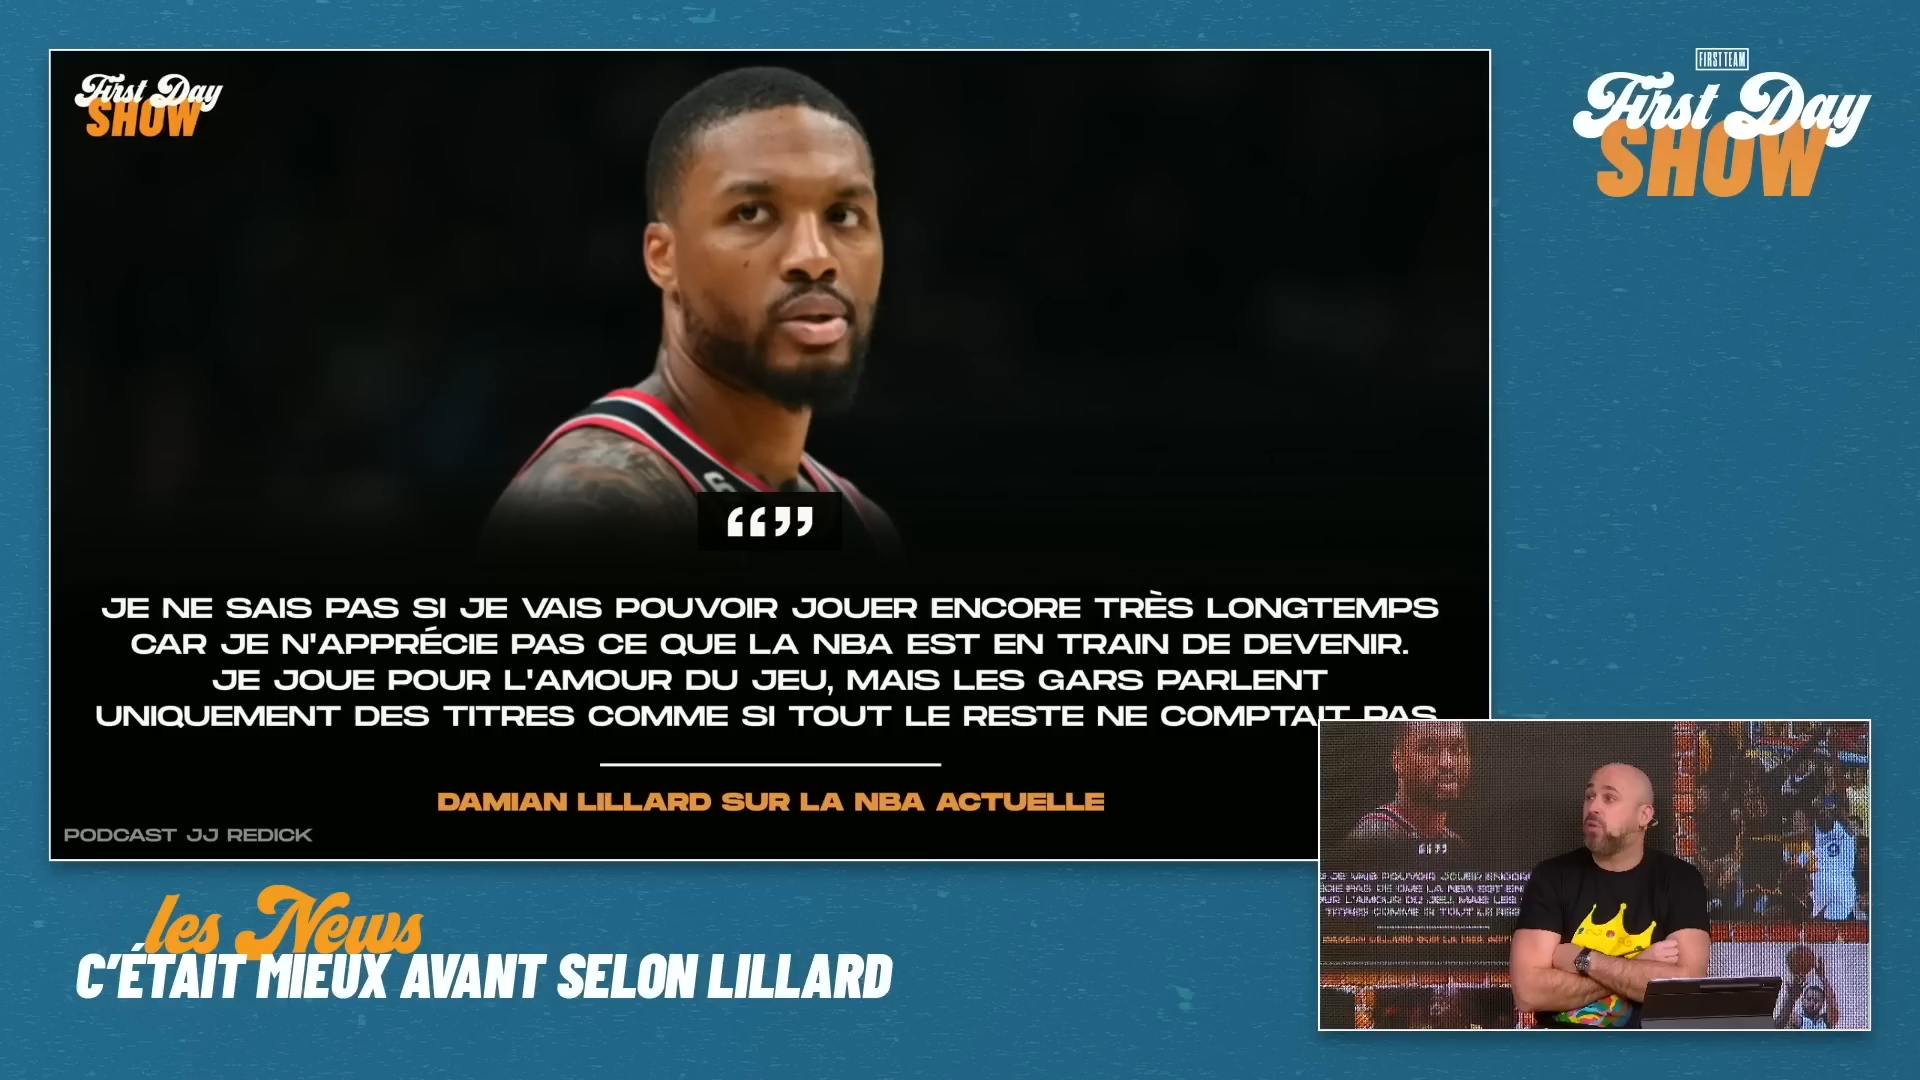 First Day
SHOW
FIRST TEAM
First Day
SHOW
““””
JE NE SAIS PAS SI JE VAIS POUVOIR JOUER ENCORE TRÈS LONGTEMPS
CAR JE N'APPRÉCIE PAS CE QUE LA NBA EST EN TRAIN DE DEVENIR.
JE JOUE POUR L'AMOUR DU JEU, MAIS LES GARS PARLENT
UNIQUEMENT DES TITRES COMME SI TOUT LE RESTE NE COMPTAIT PAS
DAMIAN LILLARD SUR LA NBA ACTUELLE
PODCAST JJ REDICK
les News
C'ÉTAIT MIEUX AVANT SELON LILLARD